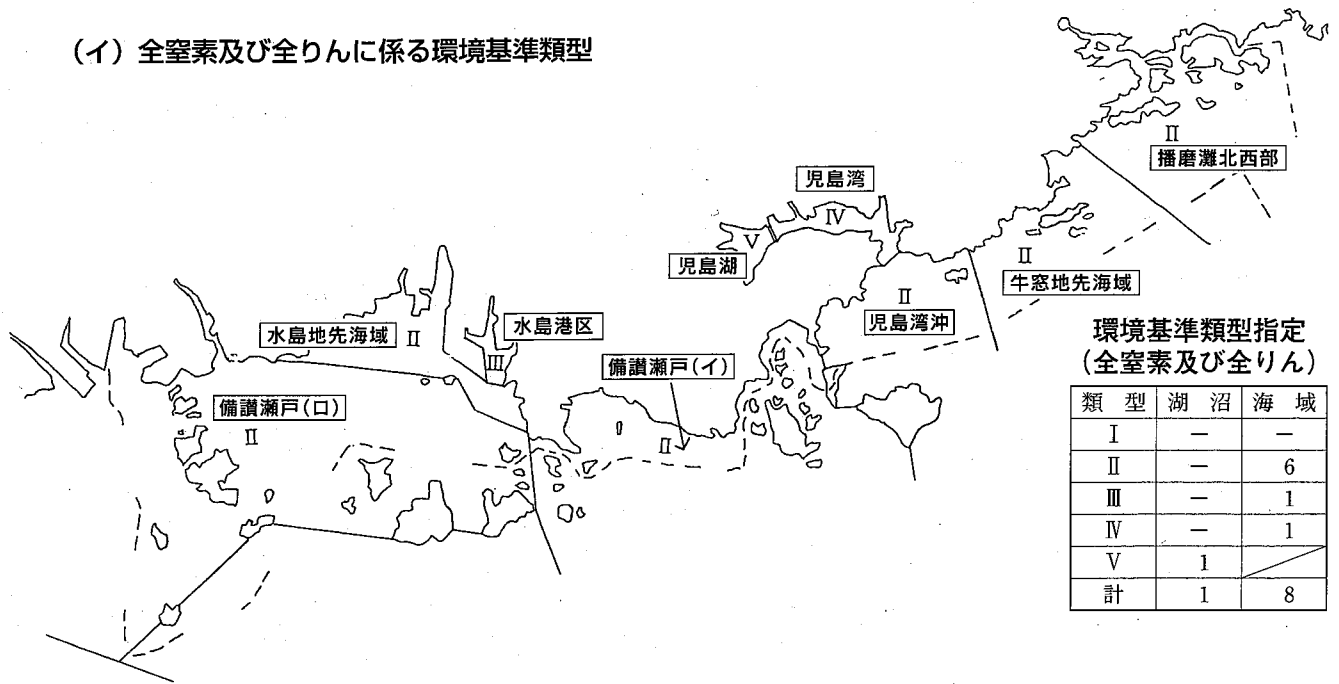 (イ) 全窒素及び全りんに係る環境基準類型
Ⅱ
播磨灘北西部
児島湾
Ⅳ
Ⅴ
児島湖
Ⅱ
牛窓地先海域
Ⅱ
児島湾沖
水島地先海域
Ⅱ
水島港区
Ⅲ
備讃瀬戸(イ)
Ⅱ
備讃瀬戸(ロ)
Ⅱ
環境基準類型指定
(全窒素及び全りん)
類型 湖沼 海域
Ⅰ － －
Ⅱ － 6
Ⅲ － 1
Ⅳ － 1
Ⅴ 1
計 1 8